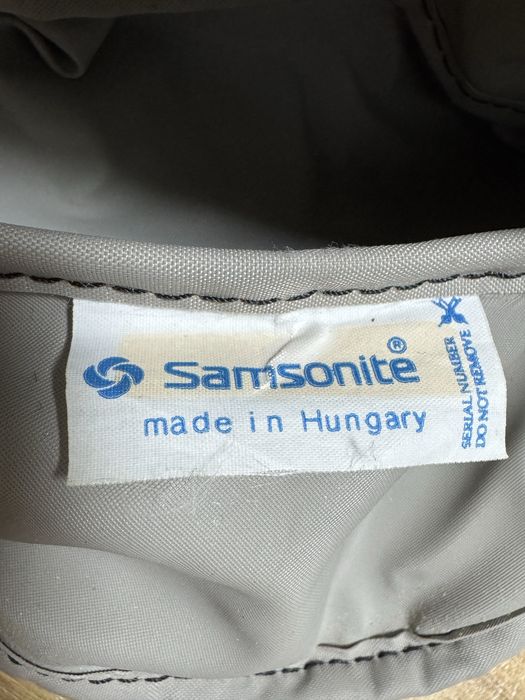 Samsonite®
made in Hungary
SERIAL NUMBER
DO NOT REMOVE